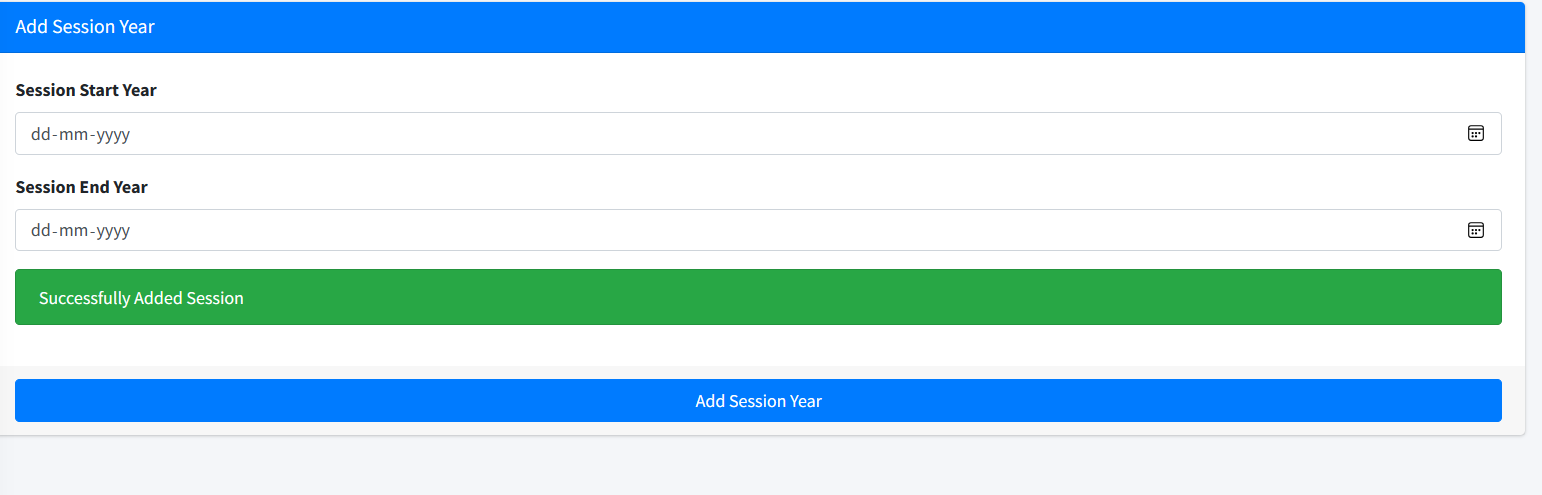 Add Session Year
Session Start Year
dd-mm-yyyy
Session End Year
dd-mm-yyyy
Successfully Added Session
Add Session Year